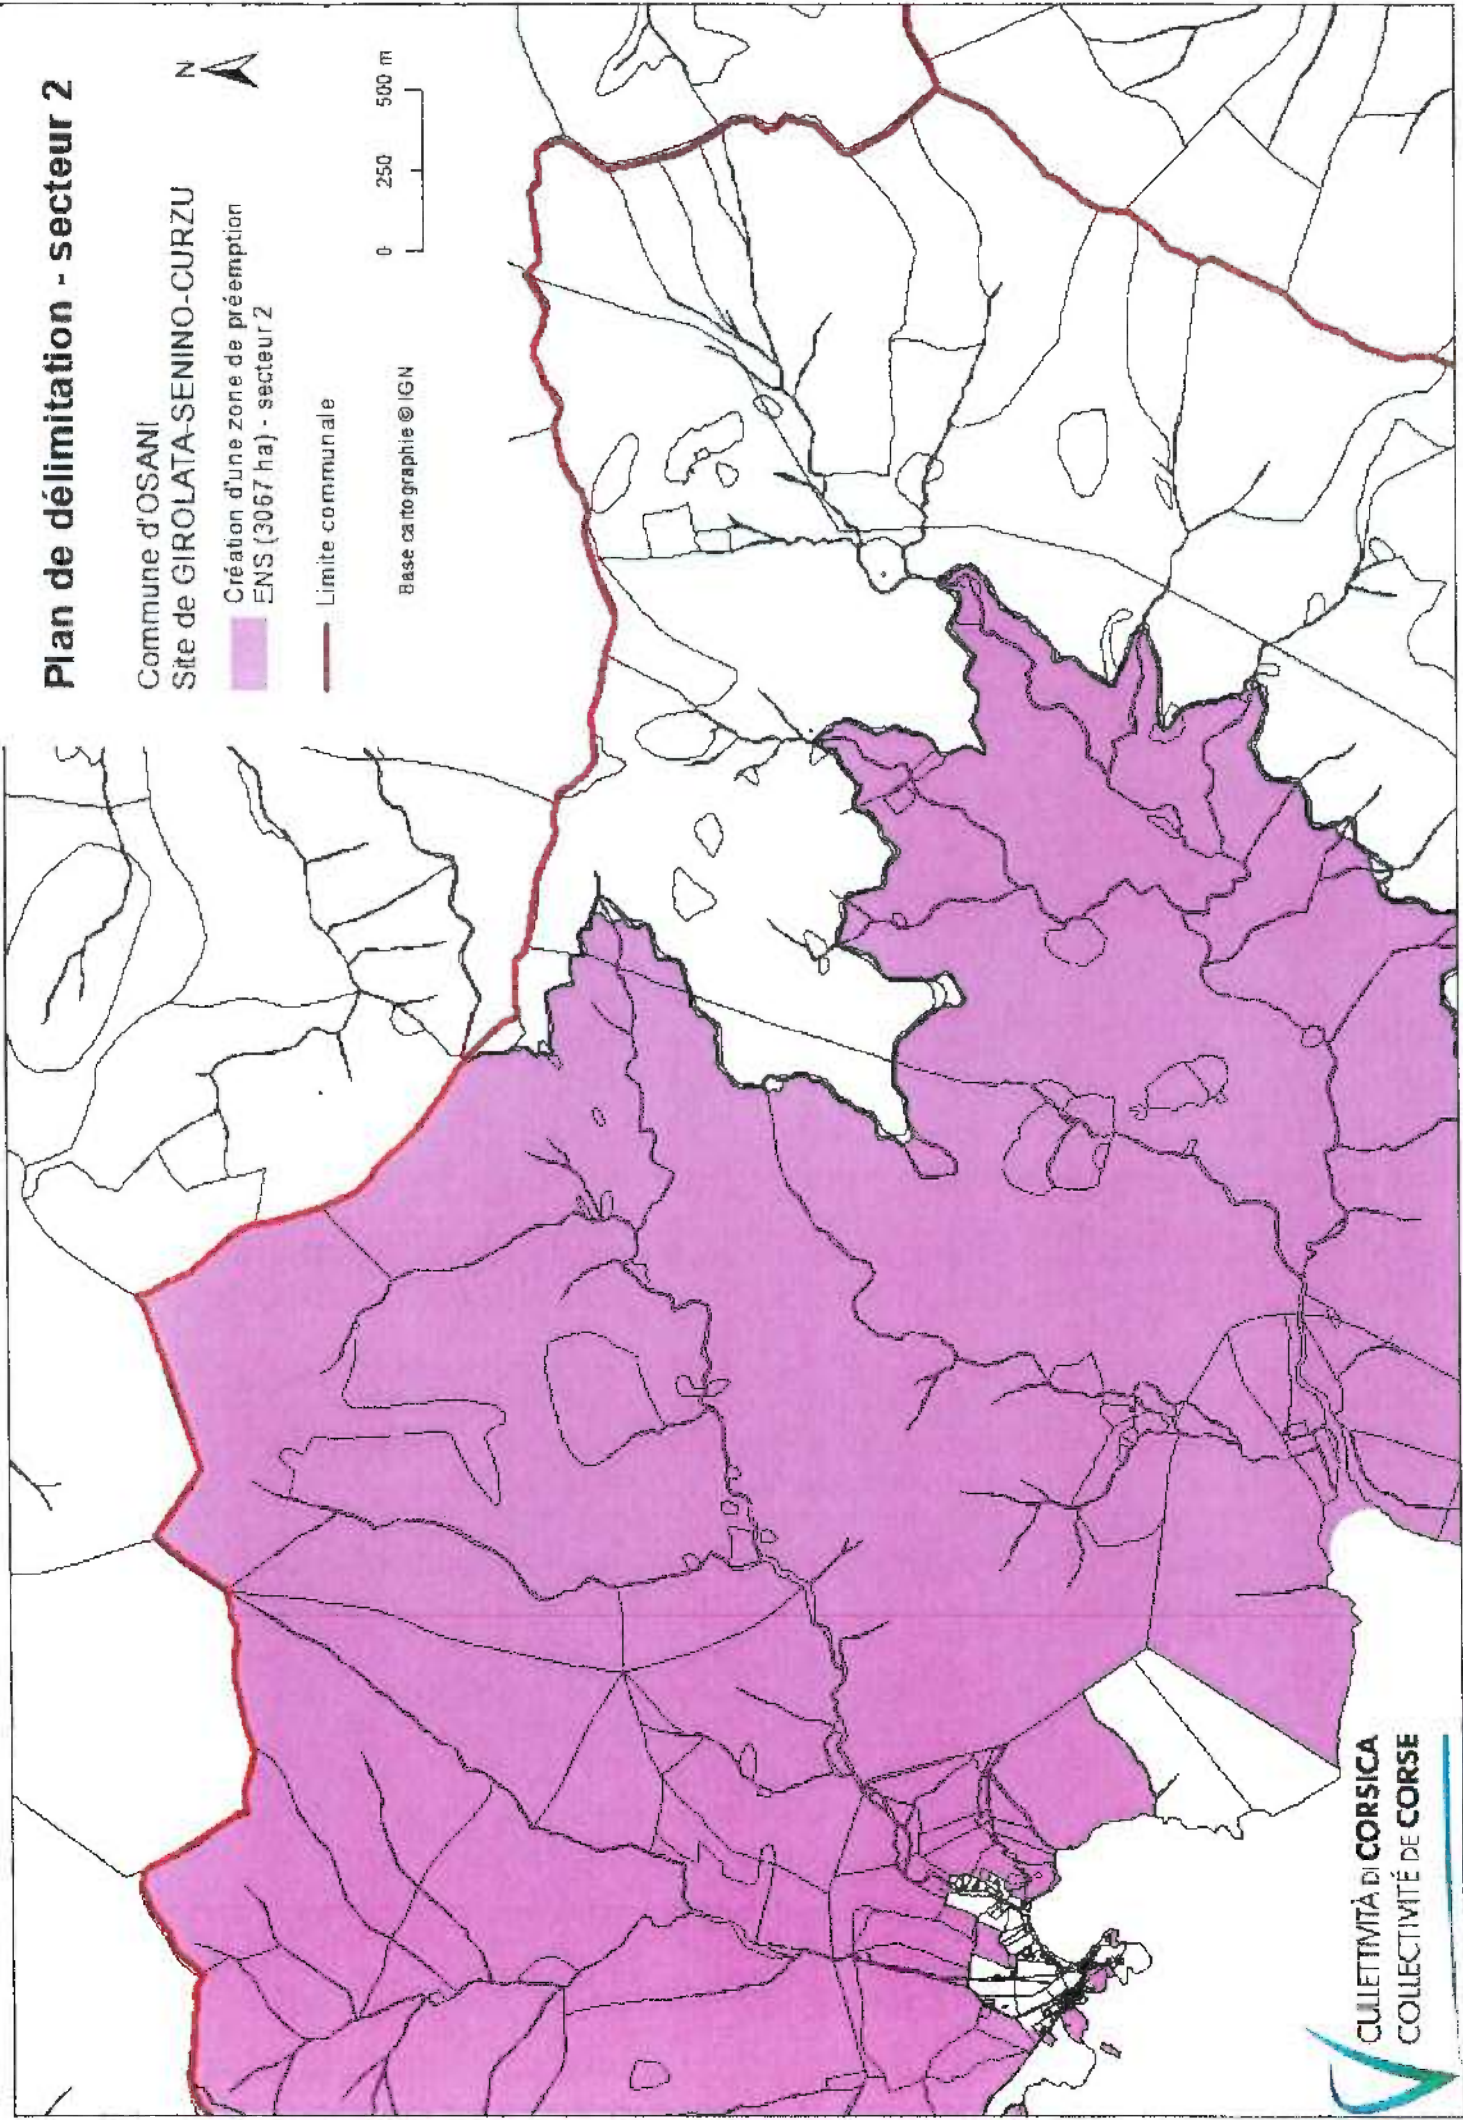 Plan de délimitation - secteur 2
Commune d'OSANI
Site de GIROLATA-SENINO-CURZU
N
Création d'une zone de préemption
ENS (3067 ha) - secteur 2
Limite communale
0 250 500 m
Base cartographie © IGN
CULLETTIVITÀ DI CORSICA
COLLECTIVITÉ DE CORSE